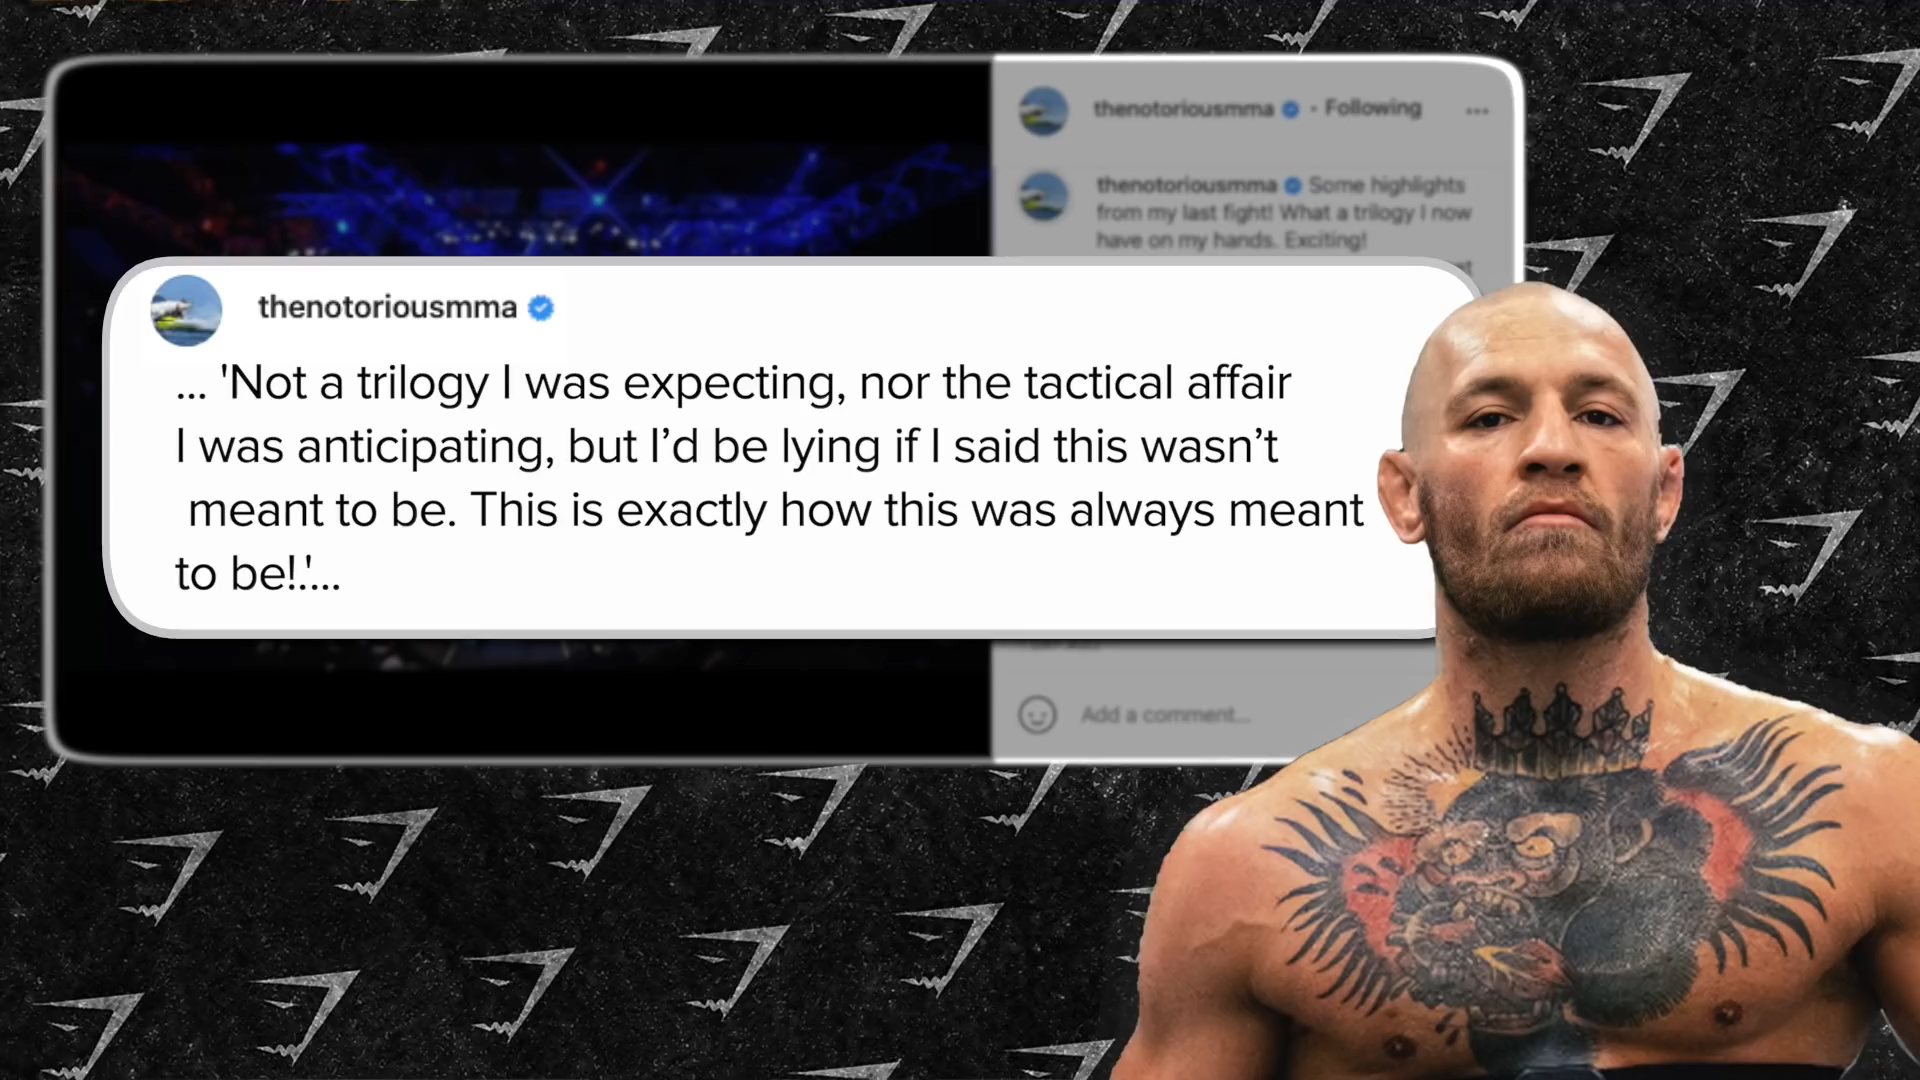 thenotoriousmma • Following ...
thenotoriousmma Some highlights
from my last fight! What a trilogy I now
have on my hands. Exciting!
thenotoriousmma
... 'Not a trilogy I was expecting, nor the tactical affair
I was anticipating, but I’d be lying if I said this wasn’t
meant to be. This is exactly how this was always meant
to be!.'...
Add a comment...